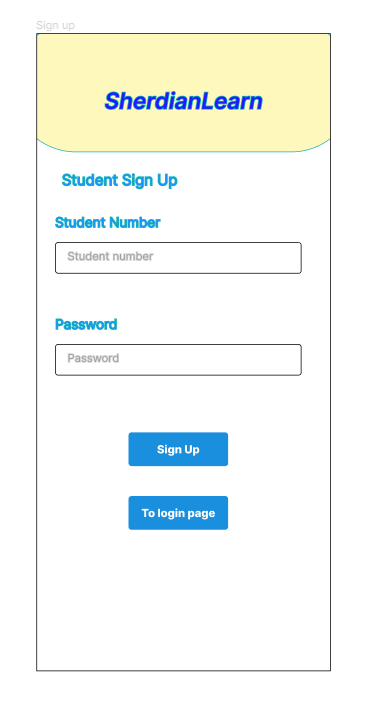 Sign up
SherdianLearn
Student Sign Up
Student Number
Student number
Password
Password
Sign Up
To login page